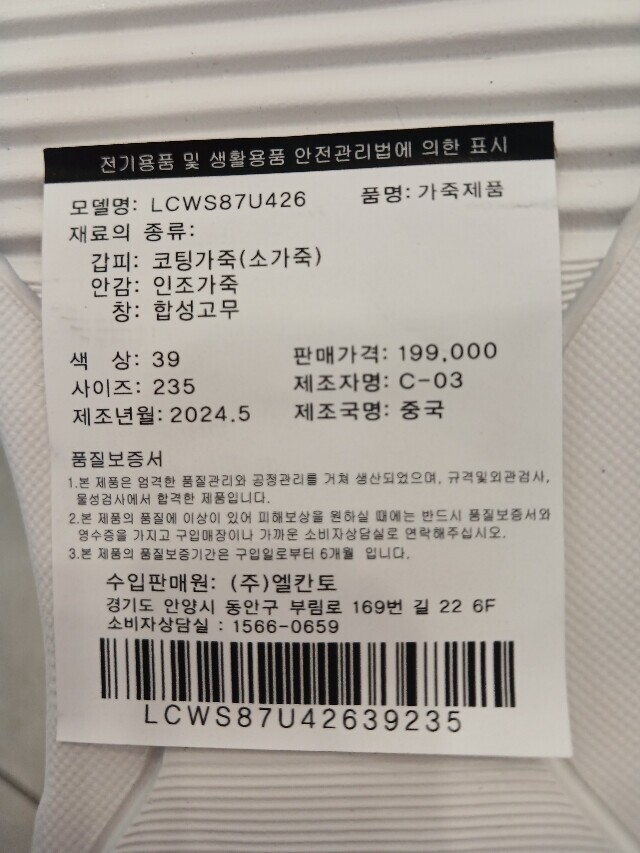 전기용품 및 생활용품 안전관리법에 의한 표시
모델명: LCWS87U426 품명: 가죽제품
재료의 종류:
갑피: 코팅가죽(소가죽)
안감: 인조가죽
창: 합성고무
색 상: 39 판매가격: 199,000
사이즈: 235 제조자명: C-03
제조년월: 2024.5 제조국명: 중국
품질보증서
1.본 제품은 엄격한 품질관리와 공정관리를 거쳐 생산되었으며, 규격및외관검사,
물성검사에서 합격한 제품입니다.
2.본 제품의 품질에 이상이 있어 피해보상을 원하실 때에는 반드시 품질보증서와
영수증을 가지고 구입매장이나 가까운 소비자상담실로 연락해주십시오.
3.본 제품의 품질보증기간은 구입일로부터 6개월 입니다.
수입판매원: (주)엘칸토
경기도 안양시 동안구 부림로 169번 길 22 6F
소비자상담실 : 1566-0659
LCWS87U42639235